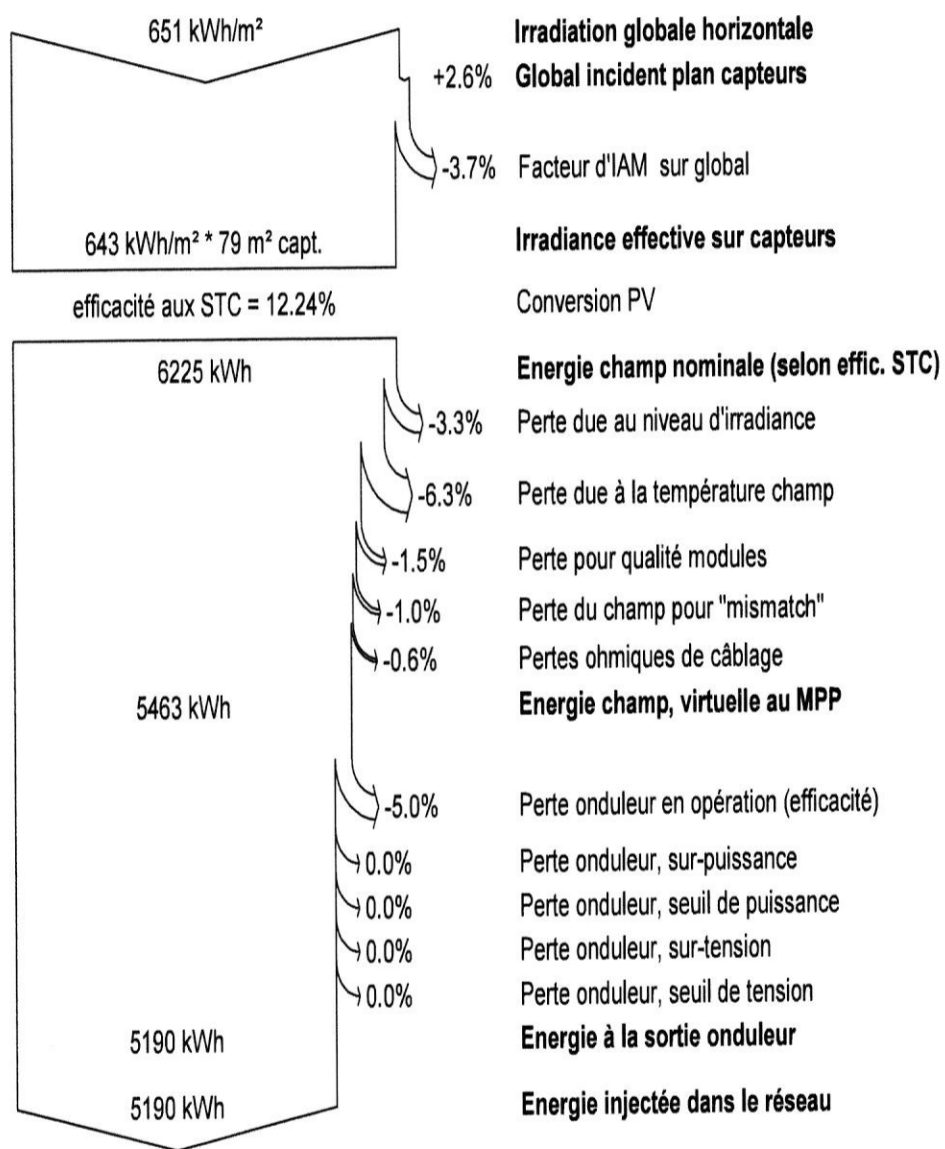 651 kWh/m² Irradiation globale horizontale
+2.6% Global incident plan capteurs
-3.7% Facteur d'IAM sur global
643 kWh/m² * 79 m² capt. Irradiance effective sur capteurs
efficacité aux STC = 12.24% Conversion PV
6225 kWh Energie champ nominale (selon effic. STC)
-3.3% Perte due au niveau d'irradiance
-6.3% Perte due à la température champ
-1.5% Perte pour qualité modules
-1.0% Perte du champ pour "mismatch"
-0.6% Pertes ohmiques de câblage
5463 kWh Energie champ, virtuelle au MPP
-5.0% Perte onduleur en opération (efficacité)
0.0% Perte onduleur, sur-puissance
0.0% Perte onduleur, seuil de puissance
0.0% Perte onduleur, sur-tension
0.0% Perte onduleur, seuil de tension
5190 kWh Energie à la sortie onduleur
5190 kWh Energie injectée dans le réseau